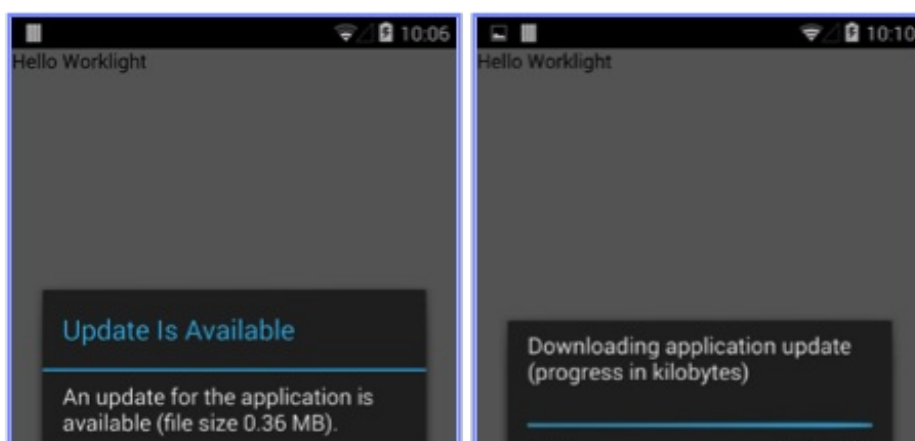 10:06
Hello Worklight
Update Is Available
An update for the application is
available (file size 0.36 MB).
10:10
Hello Worklight
Downloading application update
(progress in kilobytes)